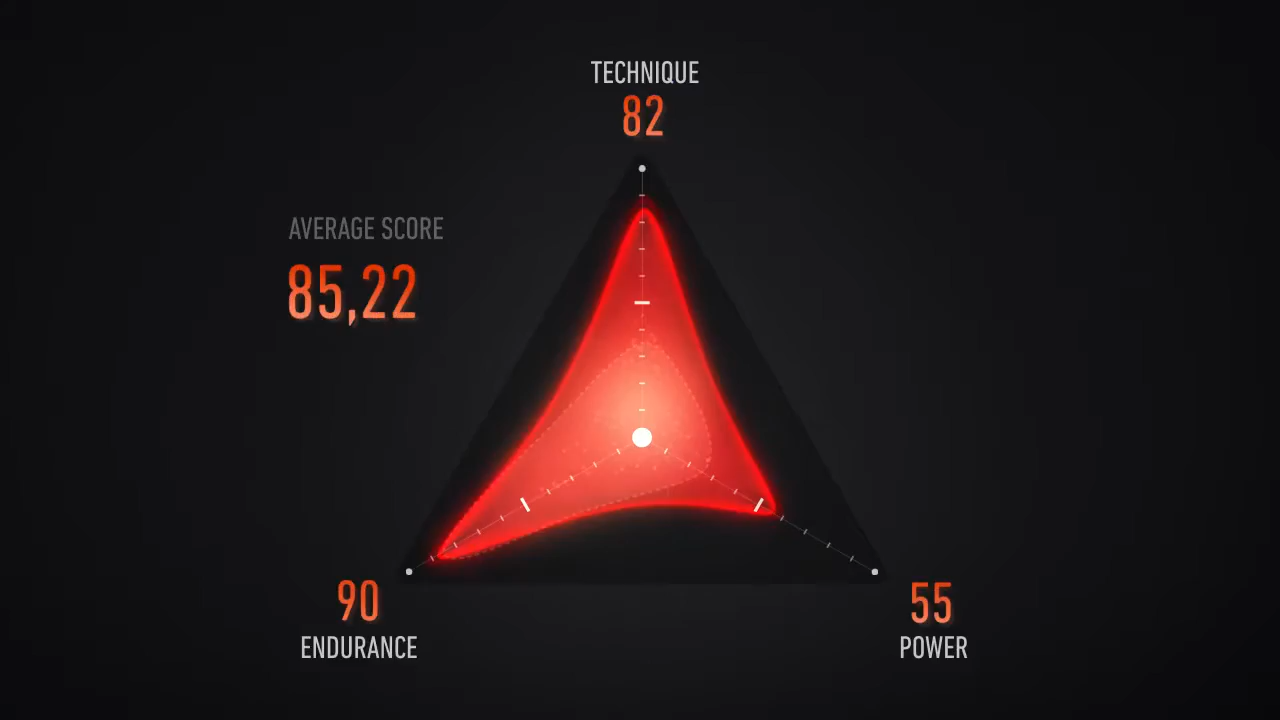 TECHNIQUE
82
AVERAGE SCORE
85,22
90
ENDURANCE
55
POWER